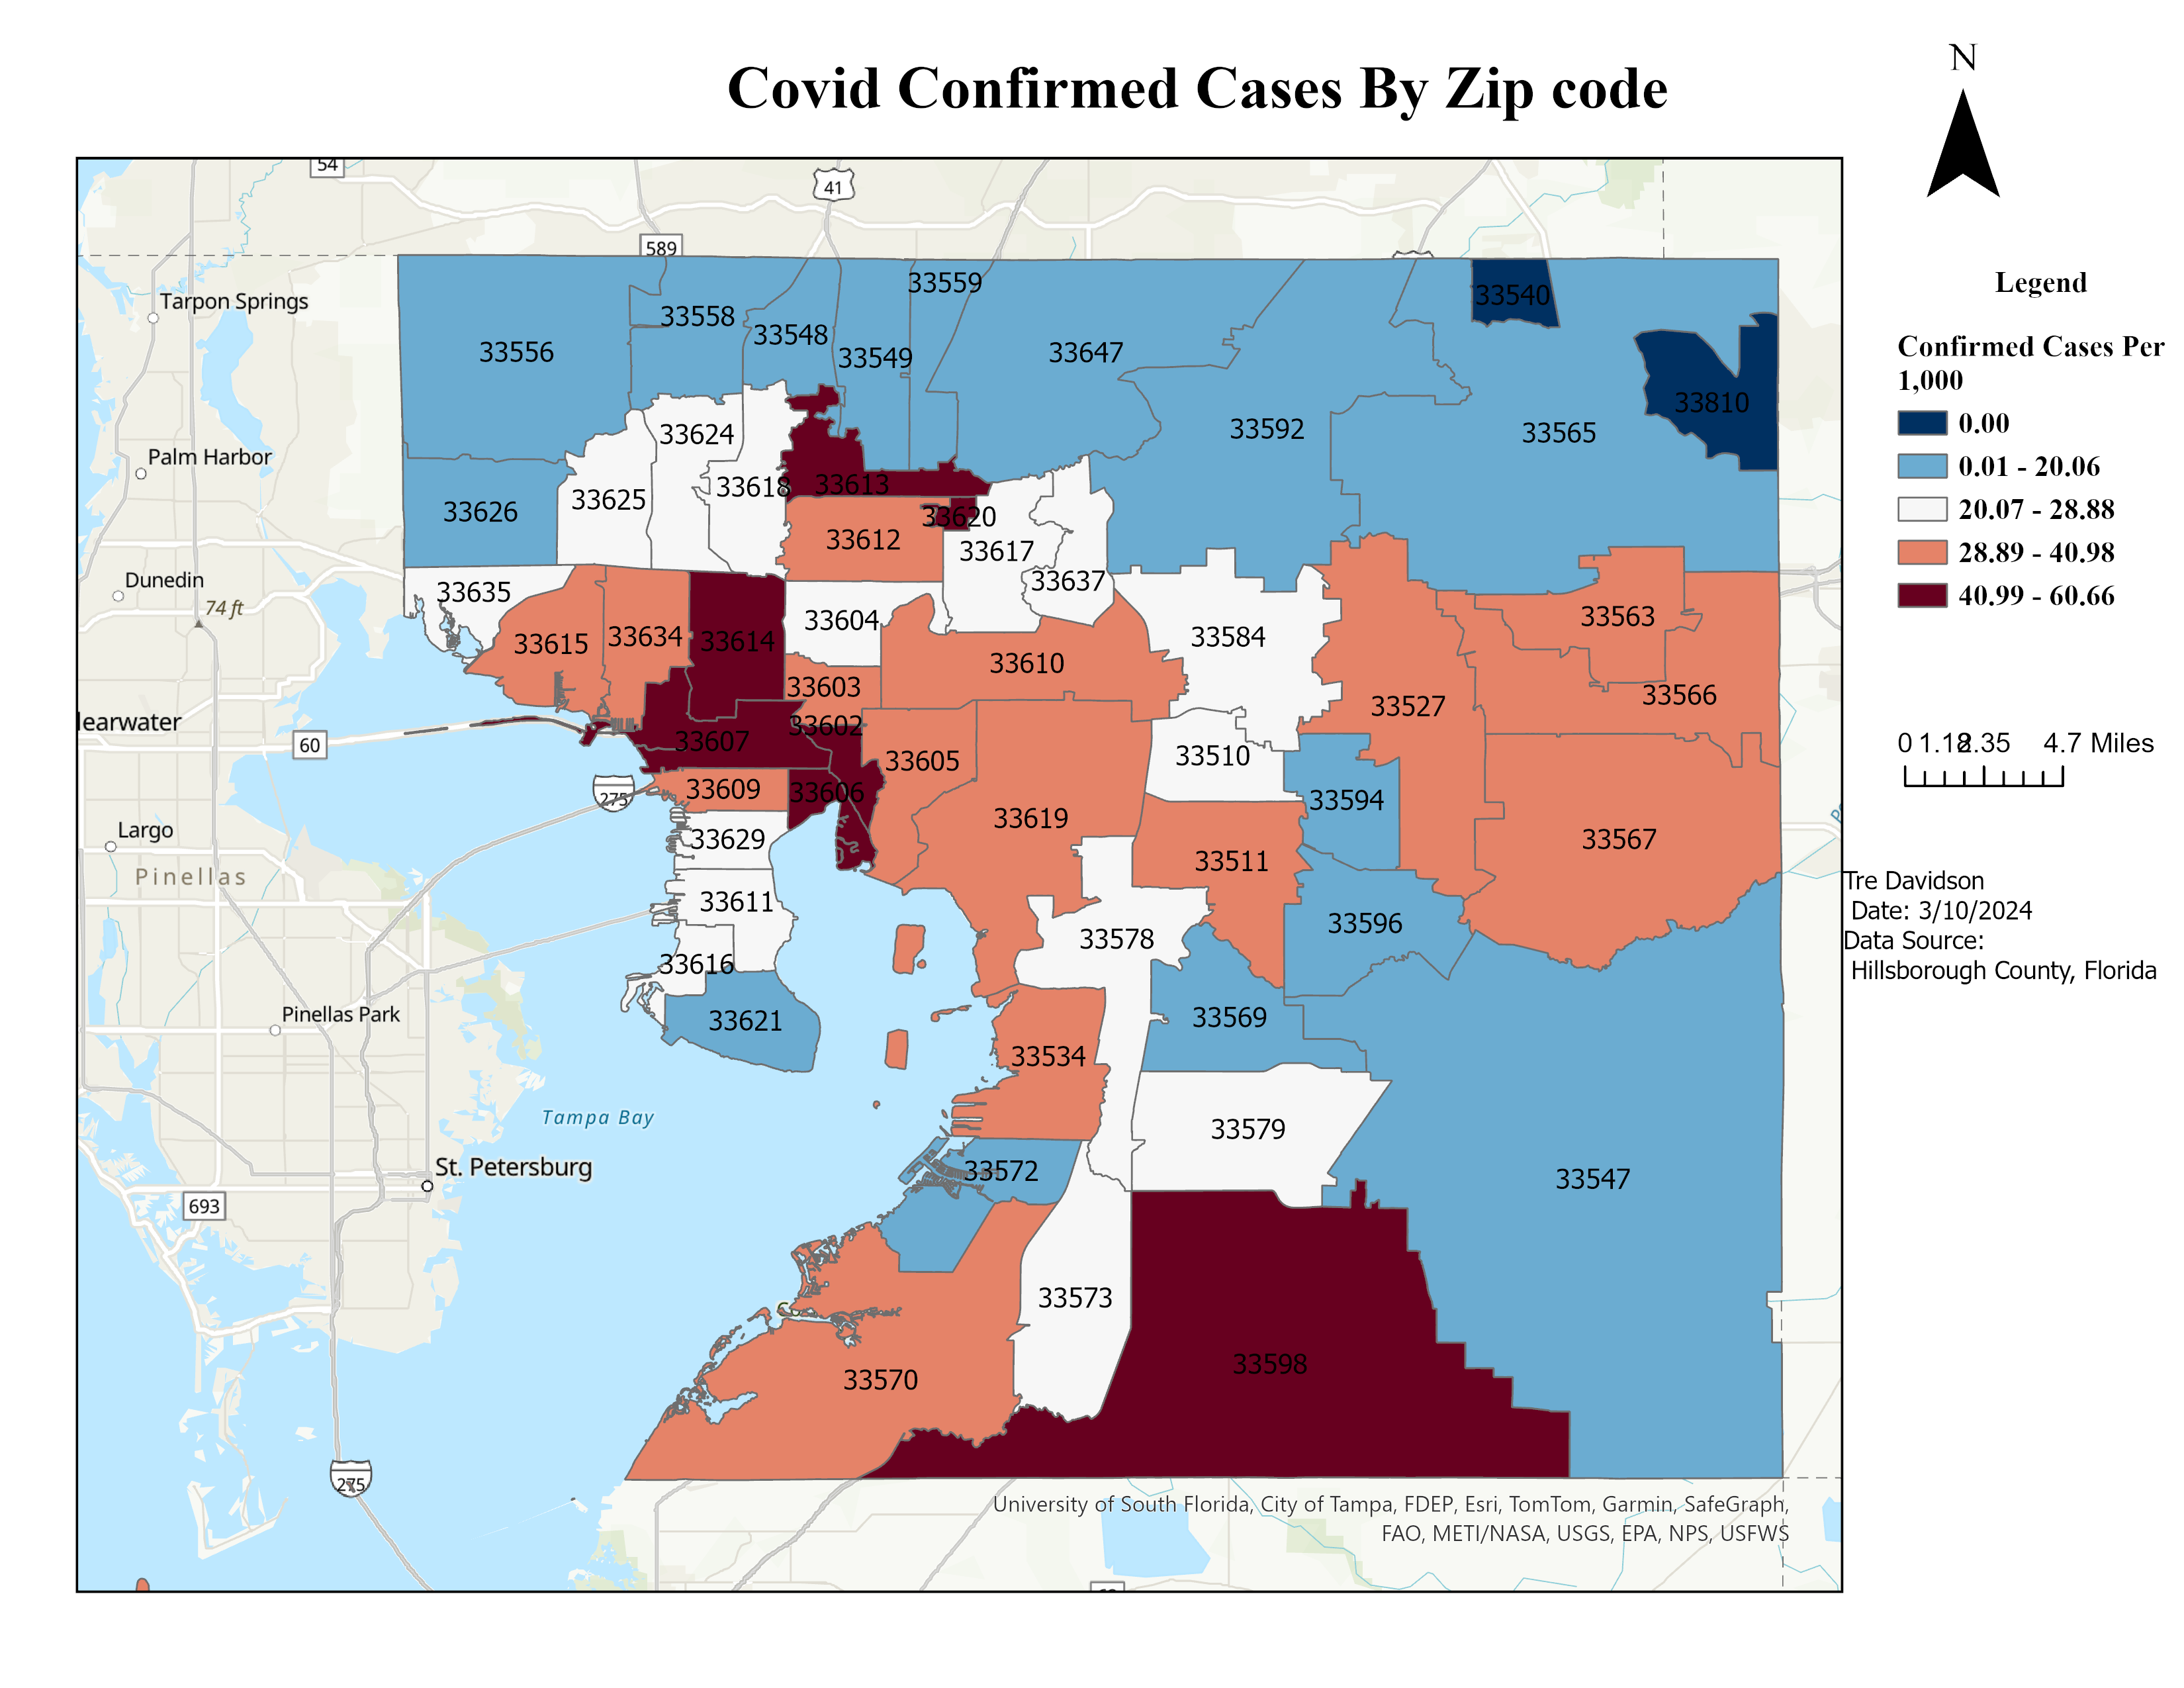 N
Covid Confirmed Cases By Zip code
54
41
589
Tarpon Springs
33559
33540
33558
33548
33549
33556
33647
33810
Legend
Confirmed Cases Per
1,000
0.00
0.01 - 20.06
20.07 - 28.88
28.89 - 40.98
40.99 - 60.66
Palm Harbor
33624
33592
33565
33625
33618
33613
33626
33620
33612
33617
33637
Dunedin
74 ft
33635
33604
33563
33615
33634
33614
33584
33610
33603
33566
33527
learwater
60
33602
33607
33510
33605
0 1.18 2.35 4.7 Miles
275
33609
33606
33594
Largo
33629
33619
33567
33511
Pinellas
33611
33596
33578
33616
Tre Davidson
Date: 3/10/2024
Data Source:
Hillsborough County, Florida
Pinellas Park
33621
33569
33534
Tampa Bay
33579
St. Petersburg
33572
33547
693
33573
33598
33570
275
University of South Florida, City of Tampa, FDEP, Esri, TomTom, Garmin, SafeGraph,
FAO, METI/NASA, USGS, EPA, NPS, USFWS